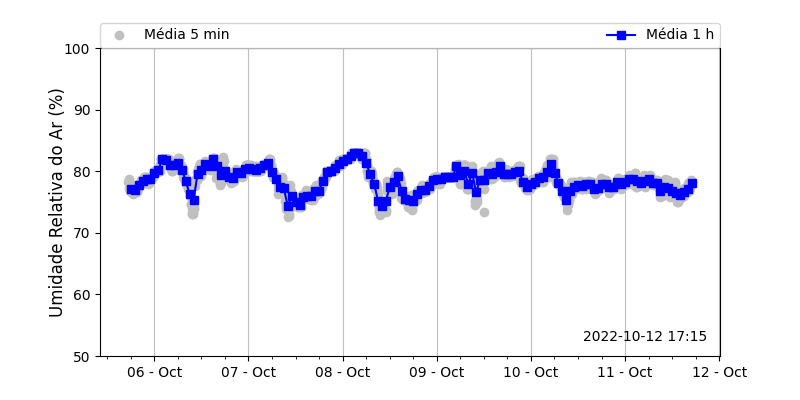 Média 5 min Média 1 h
Umidade Relativa do Ar (%)
100
90
80
70
60
50
2022-10-12 17:15
06 - Oct 07 - Oct 08 - Oct 09 - Oct 10 - Oct 11 - Oct 12 - Oct